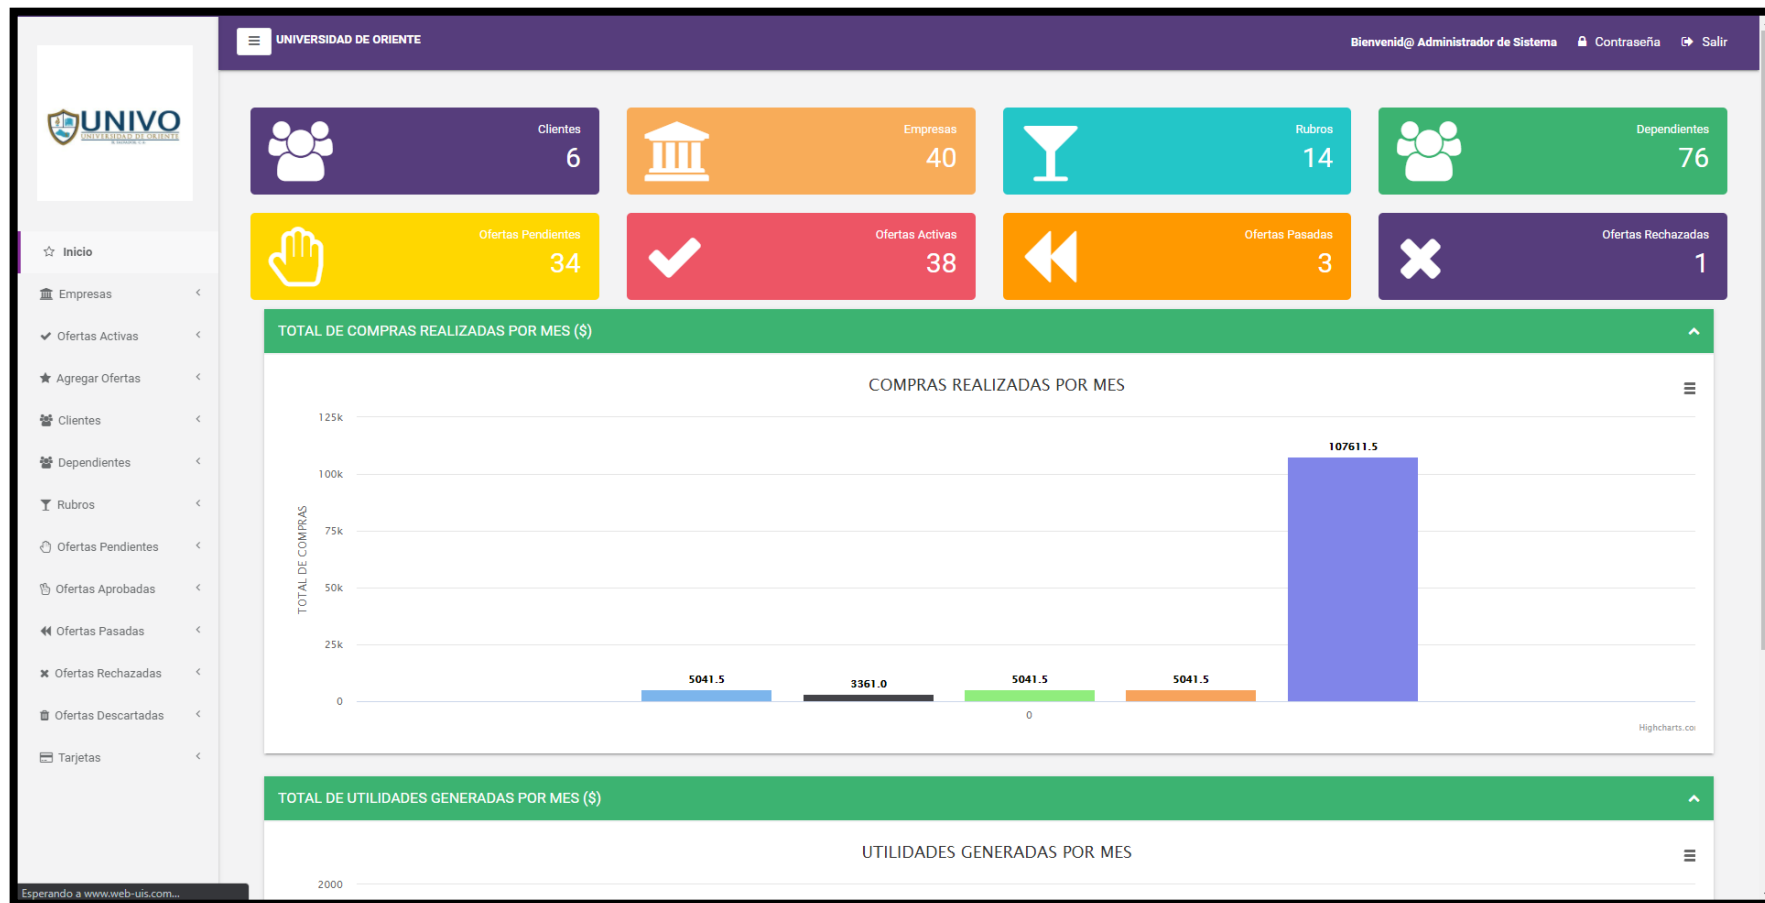 UNIVERSIDAD DE ORIENTE
Bienvenid@ Administrador de Sistema
Contraseña
Salir
UNIVO
UNIVERSIDAD DE ORIENTE
Inicio
Empresas
Ofertas Activas
Agregar Ofertas
Clientes
Dependientes
Rubros
Ofertas Pendientes
Ofertas Aprobadas
Ofertas Pasadas
Ofertas Rechazadas
Ofertas Descartadas
Tarjetas
Clientes
6
Empresas
40
Rubros
14
Dependientes
76
Ofertas Pendientes
34
Ofertas Activas
38
Ofertas Pasadas
3
Ofertas Rechazadas
1
TOTAL DE COMPRAS REALIZADAS POR MES ($)
COMPRAS REALIZADAS POR MES
TOTAL DE COMPRAS
125k
100k
75k
50k
25k
0
5041.5
3361.0
5041.5
5041.5
107611.5
0
Highcharts.co
TOTAL DE UTILIDADES GENERADAS POR MES ($)
UTILIDADES GENERADAS POR MES
2000
Esperando a www.web-uis.com...